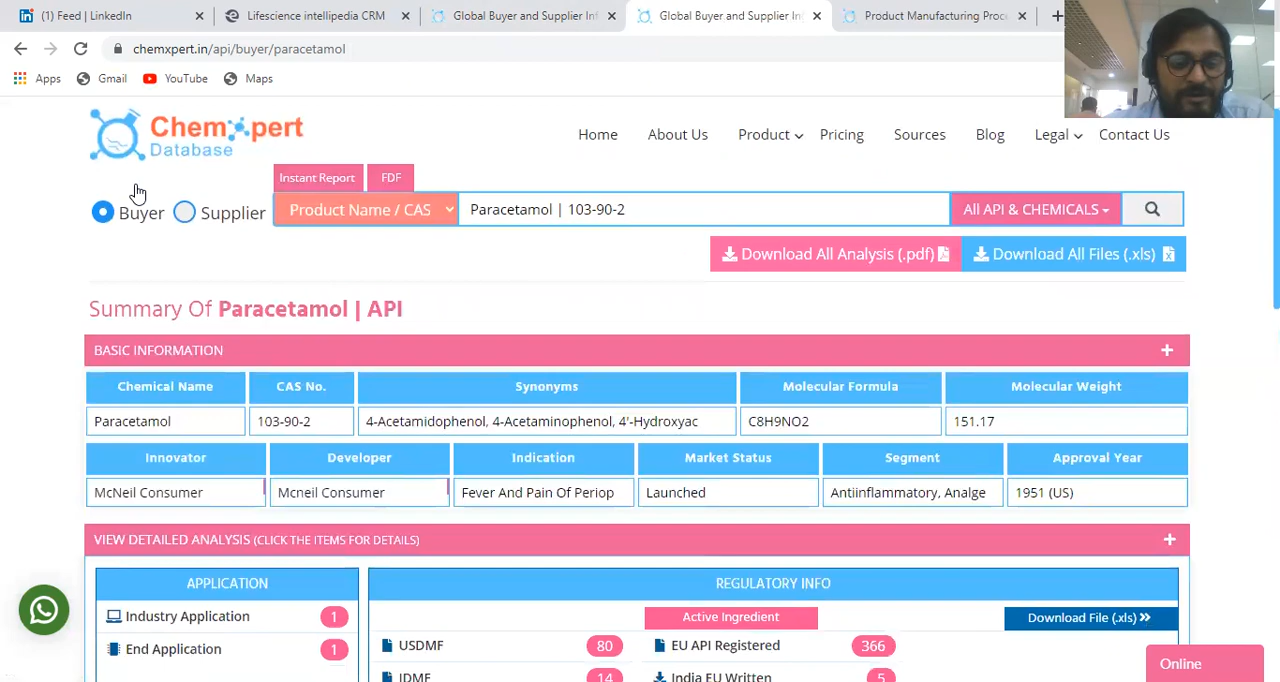 (1) Feed | LinkedIn
Lifescience intellipedia CRM
Global Buyer and Supplier Inf
Global Buyer and Supplier Inf
Product Manufacturing Proce
chemxpert.in/api/buyer/paracetamol
Apps Gmail YouTube Maps
ChemXpert
Database
Home About Us Product Pricing Sources Blog Legal Contact Us
Instant Report FDF
Buyer Supplier Product Name / CAS Paracetamol | 103-90-2 All API & CHEMICALS
Download All Analysis (.pdf) Download All Files (.xls)
Summary Of Paracetamol | API
BASIC INFORMATION
Chemical Name CAS No. Synonyms Molecular Formula Molecular Weight
Paracetamol 103-90-2 4-Acetamidophenol, 4-Acetaminophenol, 4'-Hydroxyac C8H9NO2 151.17
Innovator Developer Indication Market Status Segment Approval Year
McNeil Consumer Mcneil Consumer Fever And Pain Of Periop Launched Antiinflammatory, Analge 1951 (US)
VIEW DETAILED ANALYSIS (CLICK THE ITEMS FOR DETAILS)
APPLICATION REGULATORY INFO
Industry Application 1 Active Ingredient Download File (.xls)
End Application 1 USDMF 80 EU API Registered 366
JDMF 14 India EU Written 5
Online